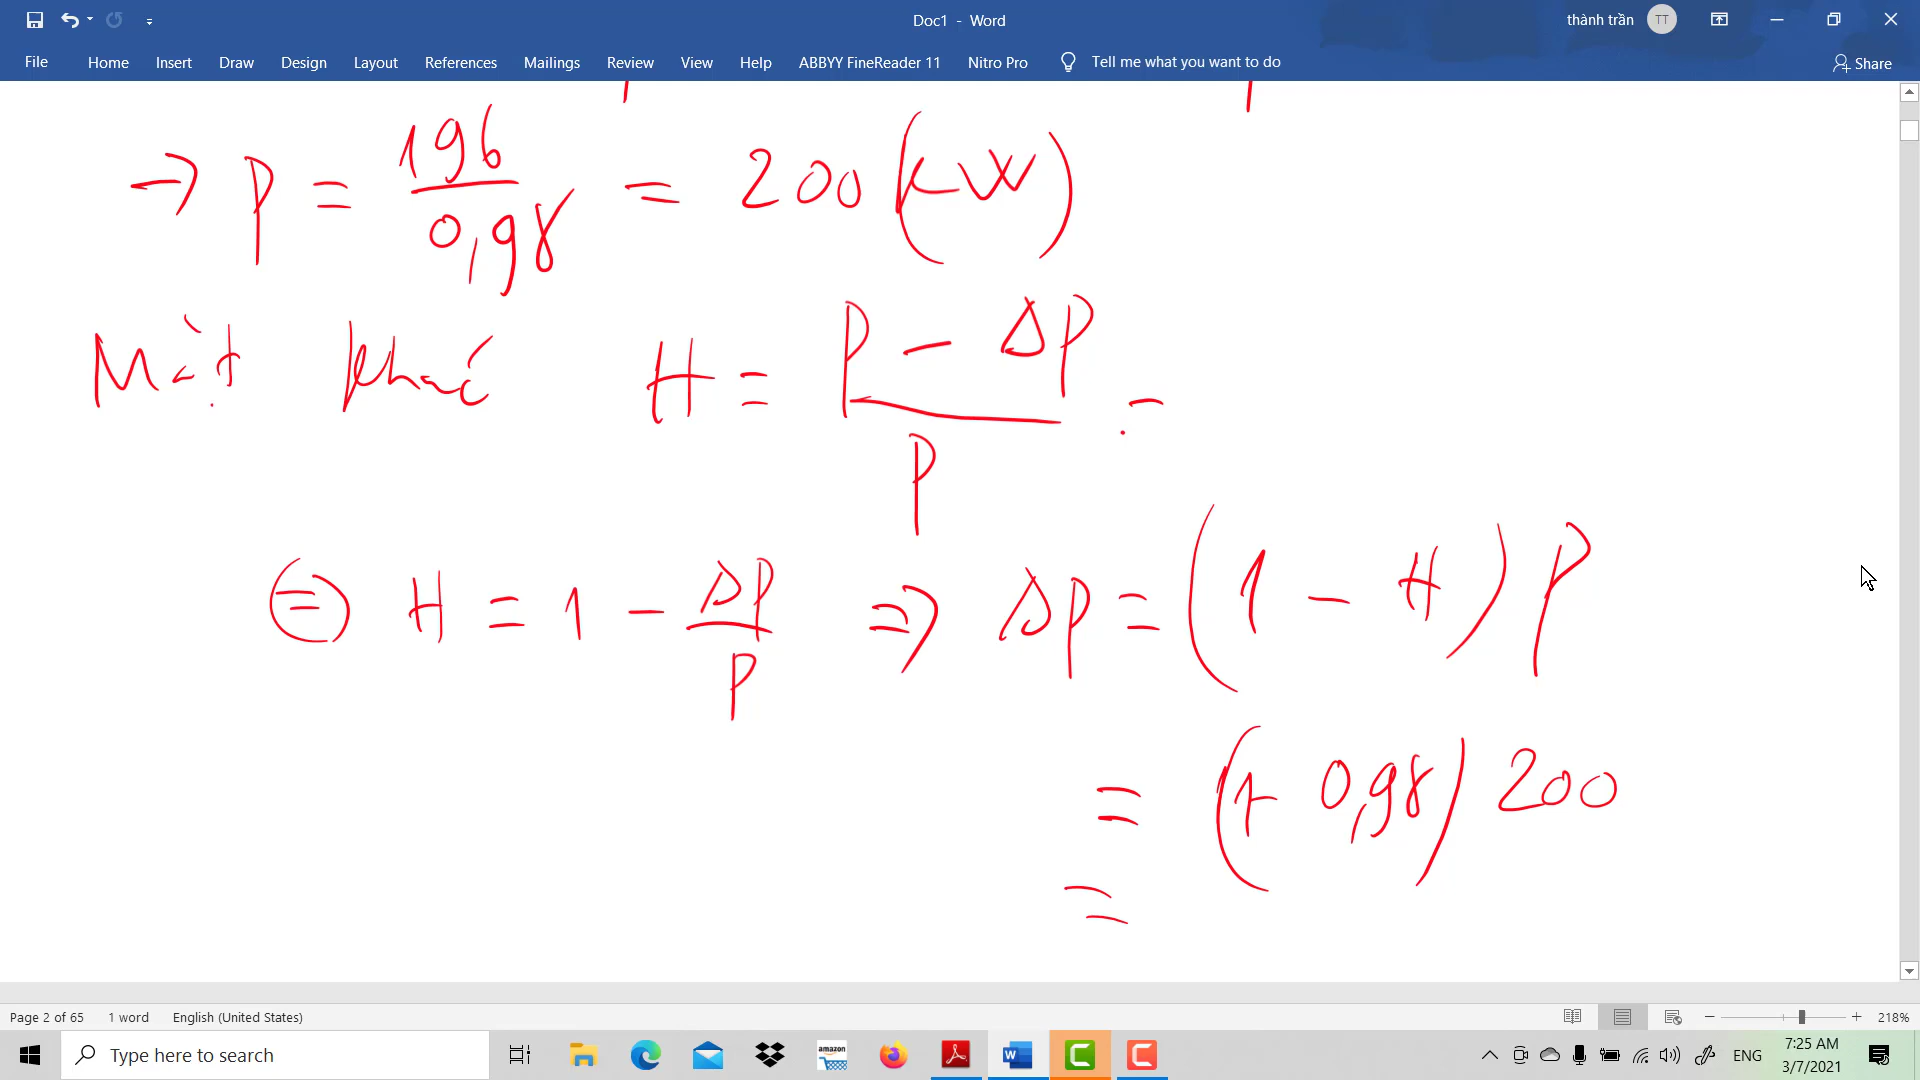 Doc1 - Word
thành trần TT
File Home Insert Draw Design Layout References Mailings Review View Help ABBYY FineReader 11 Nitro Pro Tell me what you want to do Share
→ P = 196 / 0,98 = 200 (kW)
Mặt khác H = P - ΔP / P =
⇔ H = 1 - ΔP / P ⇒ ΔP = (1 - H) P
= (1 - 0,98) 200
=
Page 2 of 65 1 word English (United States) 218%
Type here to search
amazon
ENG
7:25 AM
3/7/2021